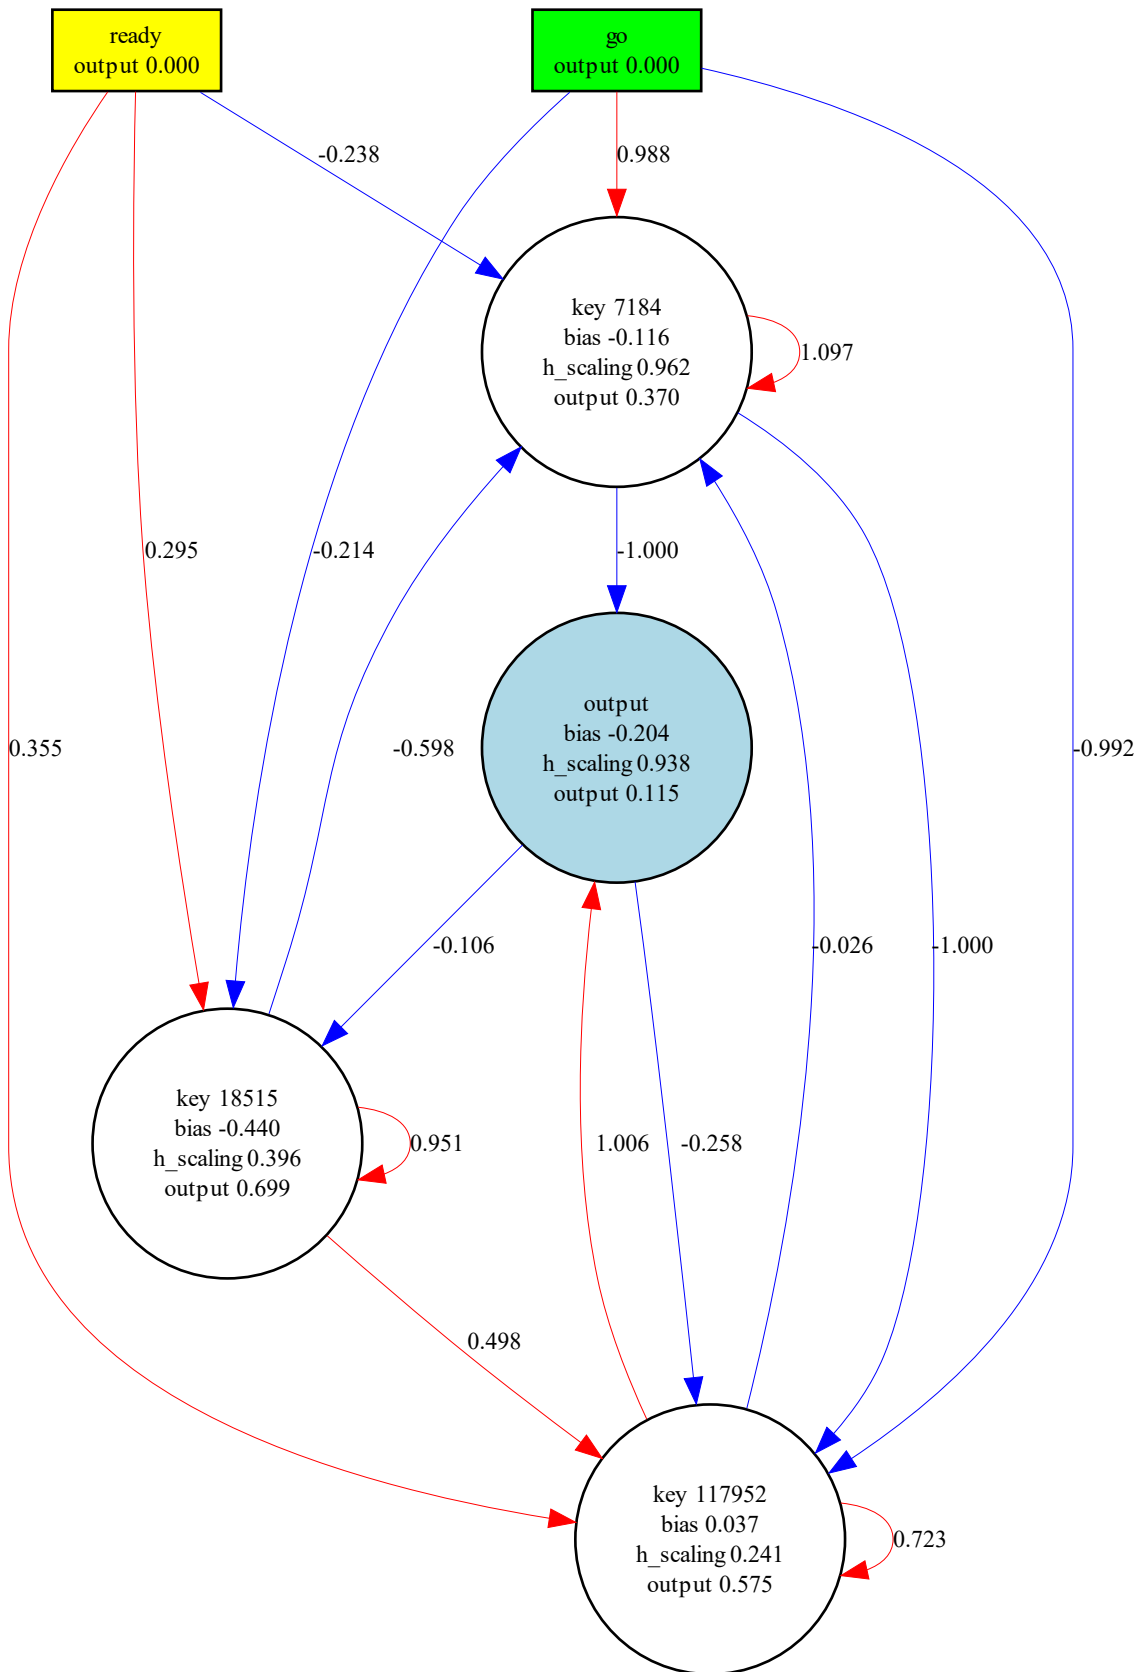 ready
output 0.000
go
output 0.000
-0.238
0.988
key 7184
bias -0.116
h_scaling 0.962
output 0.370
1.097
0.295
-0.214
-1.000
output
bias -0.204
h_scaling 0.938
output 0.115
0.355
-0.598
-0.992
-0.106
-0.026
-1.000
key 18515
bias -0.440
h_scaling 0.396
output 0.699
0.951
1.006
-0.258
0.498
key 117952
bias 0.037
h_scaling 0.241
output 0.575
0.723